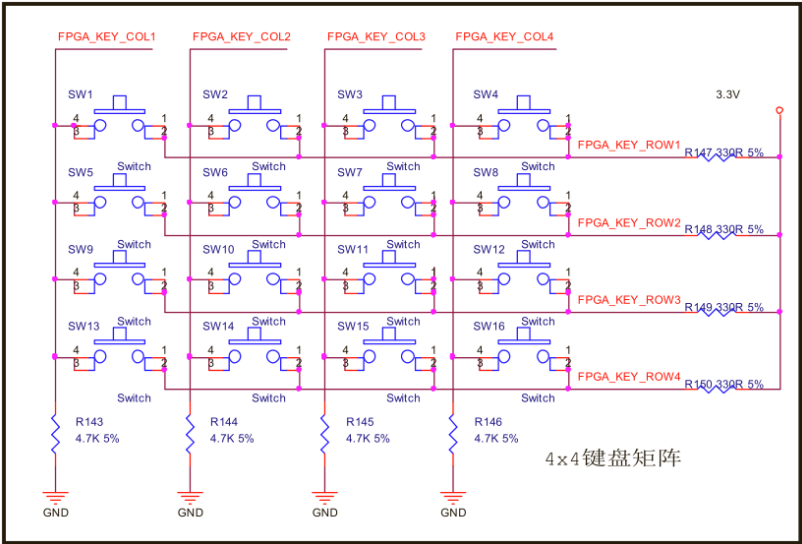 FPGA_KEY_COL1 FPGA_KEY_COL2 FPGA_KEY_COL3 FPGA_KEY_COL4
SW1 SW2 SW3 SW4 3.3V
4 1 4 1 4 1 4 1
3 2 3 2 3 2 3 2
FPGA_KEY_ROW1
R147 330R 5%
Switch Switch Switch Switch
SW5 SW6 SW7 SW8
4 1 4 1 4 1 4 1
3 2 3 2 3 2 3 2
FPGA_KEY_ROW2
R148 330R 5%
Switch Switch Switch Switch
SW9 SW10 SW11 SW12
4 1 4 1 4 1 4 1
3 2 3 2 3 2 3 2
FPGA_KEY_ROW3
R149 330R 5%
Switch Switch Switch Switch
SW13 SW14 SW15 SW16
4 1 4 1 4 1 4 1
3 2 3 2 3 2 3 2
FPGA_KEY_ROW4
R150 330R 5%
Switch Switch Switch Switch
R143 R144 R145 R146
4.7K 5% 4.7K 5% 4.7K 5% 4.7K 5%
4x4键盘矩阵
GND GND GND GND